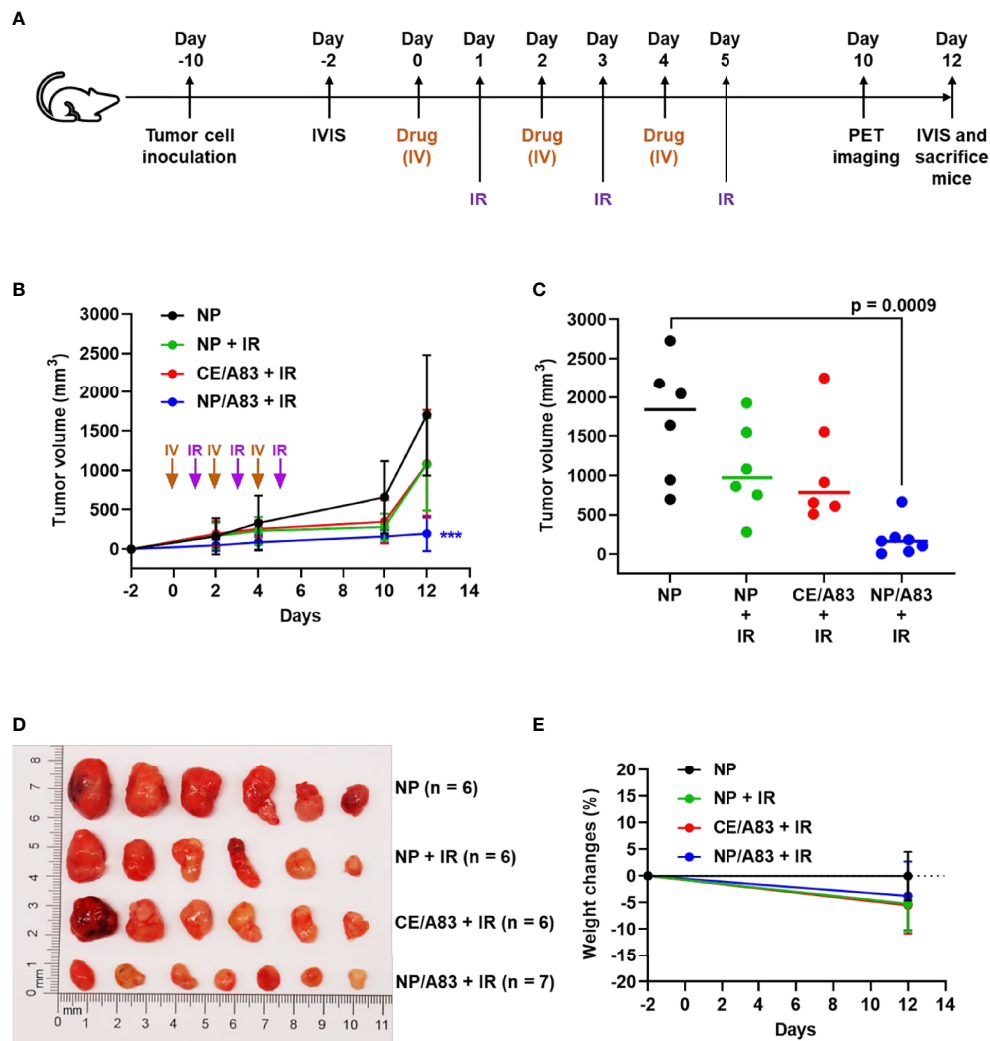 A
Day -10
Day -2
Day 0
Day 1
Day 2
Day 3
Day 4
Day 5
Day 10
Day 12
Tumor cell inoculation
IVIS
Drug (IV)
Drug (IV)
Drug (IV)
PET imaging
IVIS and sacrifice mice
IR
IR
IR
B
NP
NP + IR
CE/A83 + IR
NP/A83 + IR
IV IR IV IR IV IR
***
Tumor volume (mm³)
3000
2500
2000
1500
1000
500
0
-2 0 2 4 6 8 10 12 14
Days
C
p = 0.0009
Tumor volume (mm³)
3000
2500
2000
1500
1000
500
0
NP
NP + IR
CE/A83 + IR
NP/A83 + IR
D
8
7
6
5
4
3
2
1
0 mm
0 mm 1 2 3 4 5 6 7 8 9 10 11
NP (n = 6)
NP + IR (n = 6)
CE/A83 + IR (n = 6)
NP/A83 + IR (n = 7)
E
NP
NP + IR
CE/A83 + IR
NP/A83 + IR
Weight changes (%)
20
15
10
5
0
-5
-10
-15
-20
-2 0 2 4 6 8 10 12 14
Days